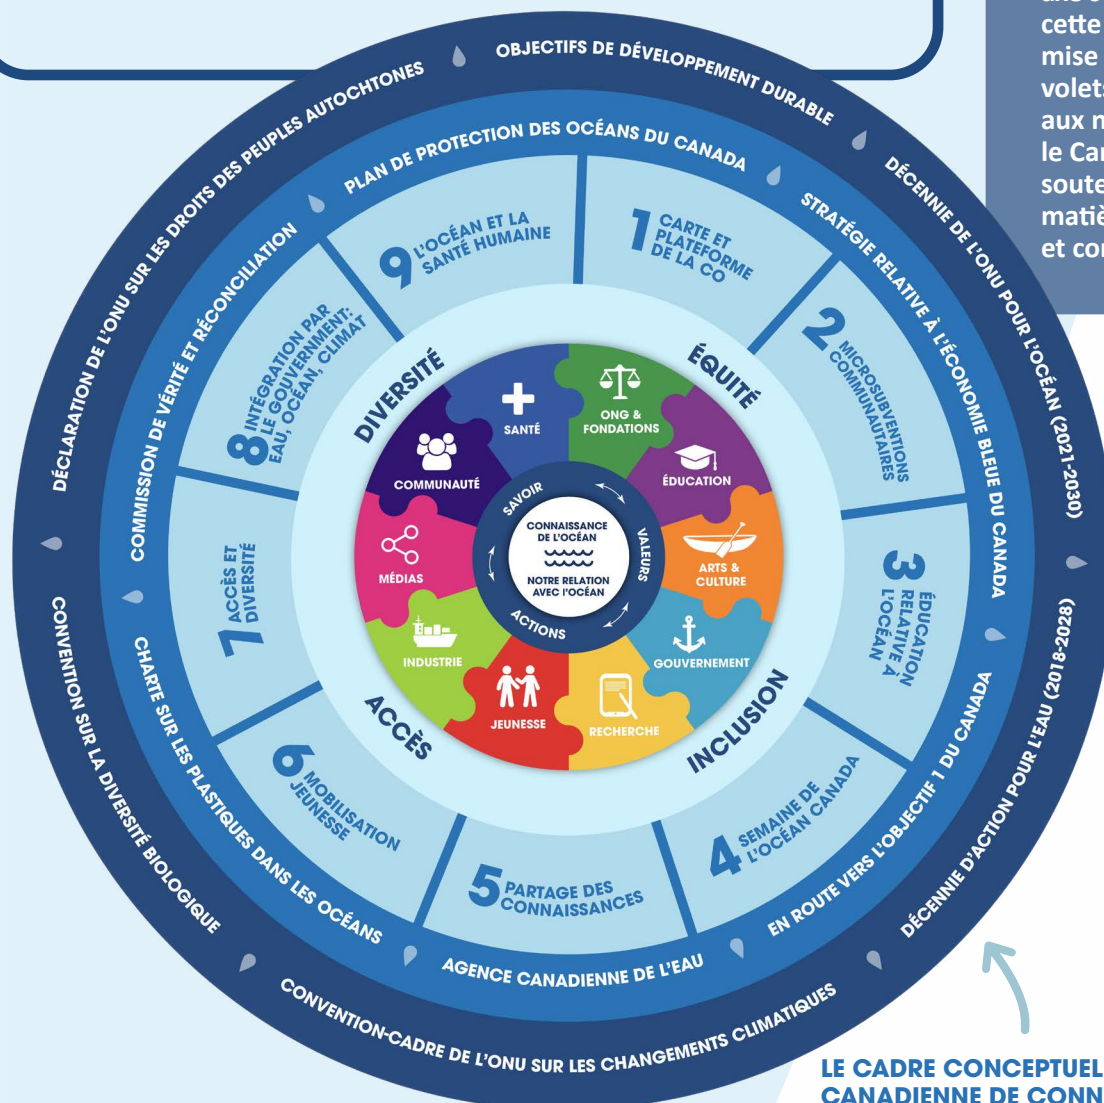 cette
mise
volets
aux n
le Ca
soute
matiè
et co
OBJECTIFS DE DÉVELOPPEMENT DURABLE
DÉCENNIE DE L'ONU POUR L'OCÉAN (2021-2030)
DÉCENNIE D'ACTION POUR L'EAU (2018-2028)
CONVENTION-CADRE DE L'ONU SUR LES CHANGEMENTS CLIMATIQUES
CONVENTION SUR LA DIVERSITÉ BIOLOGIQUE
DÉCLARATION DE L'ONU SUR LES DROITS DES PEUPLES AUTOCHTONES
PLAN DE PROTECTION DES OCÉANS DU CANADA
STRATÉGIE RELATIVE À L'ÉCONOMIE BLEUE DU CANADA
EN ROUTE VERS L'OBJECTIF 1 DU CANADA
AGENCE CANADIENNE DE L'EAU
CHARTE SUR LES PLASTIQUES DANS LES OCÉANS
COMMISSION DE VÉRITÉ ET RÉCONCILIATION
1 CARTE ET
PLATEFORME
DE LA CO
2 MICROSUBVENTIONS
COMMUNAUTAIRES
3 ÉDUCATION
RELATIVE À
L'OCÉAN
4 SEMAINE DE
L'OCÉAN CANADA
5 PARTAGE DES
CONNAISSANCES
6 MOBILISATION
JEUNESSE
7 ACCÈS ET
DIVERSITÉ
8 INTÉGRATION PAR
LE GOUVERNMENT:
EAU, OCÉAN, CLIMAT
9 L'OCÉAN ET LA
SANTÉ HUMAINE
DIVERSITÉ
ÉQUITÉ
INCLUSION
ACCÈS
SANTÉ
ONG &
FONDATIONS
ÉDUCATION
ARTS &
CULTURE
GOUVERNEMENT
RECHERCHE
JEUNESSE
INDUSTRIE
MÉDIAS
COMMUNAUTÉ
SAVOIR
VALEURS
ACTIONS
CONNAISSANCE
DE L'OCÉAN
NOTRE RELATION
AVEC l'OCÉAN
LE CADRE CONCEPTUEL
CANADIENNE DE CONN